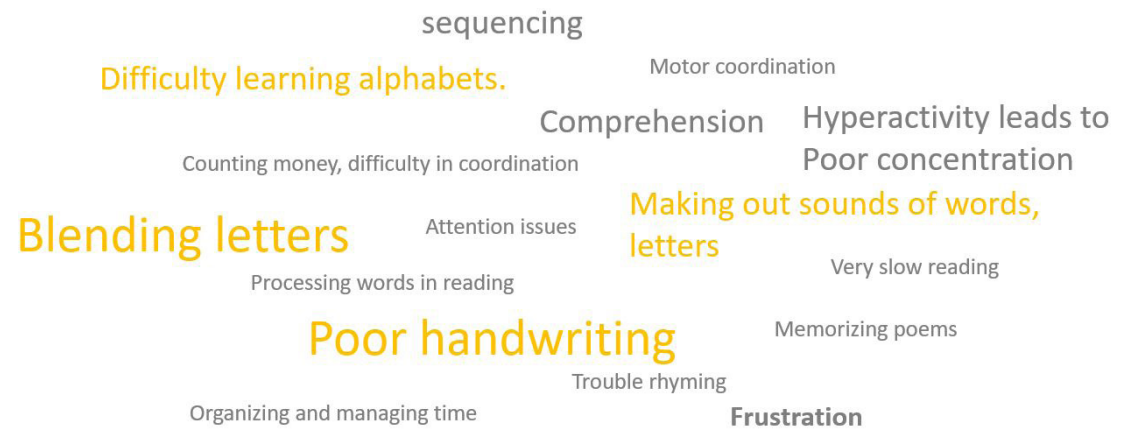 sequencing
Motor coordination
Difficulty learning alphabets.
Comprehension
Hyperactivity leads to
Poor concentration
Counting money, difficulty in coordination
Making out sounds of words,
letters
Blending letters
Attention issues
Very slow reading
Processing words in reading
Poor handwriting
Memorizing poems
Trouble rhyming
Organizing and managing time
Frustration